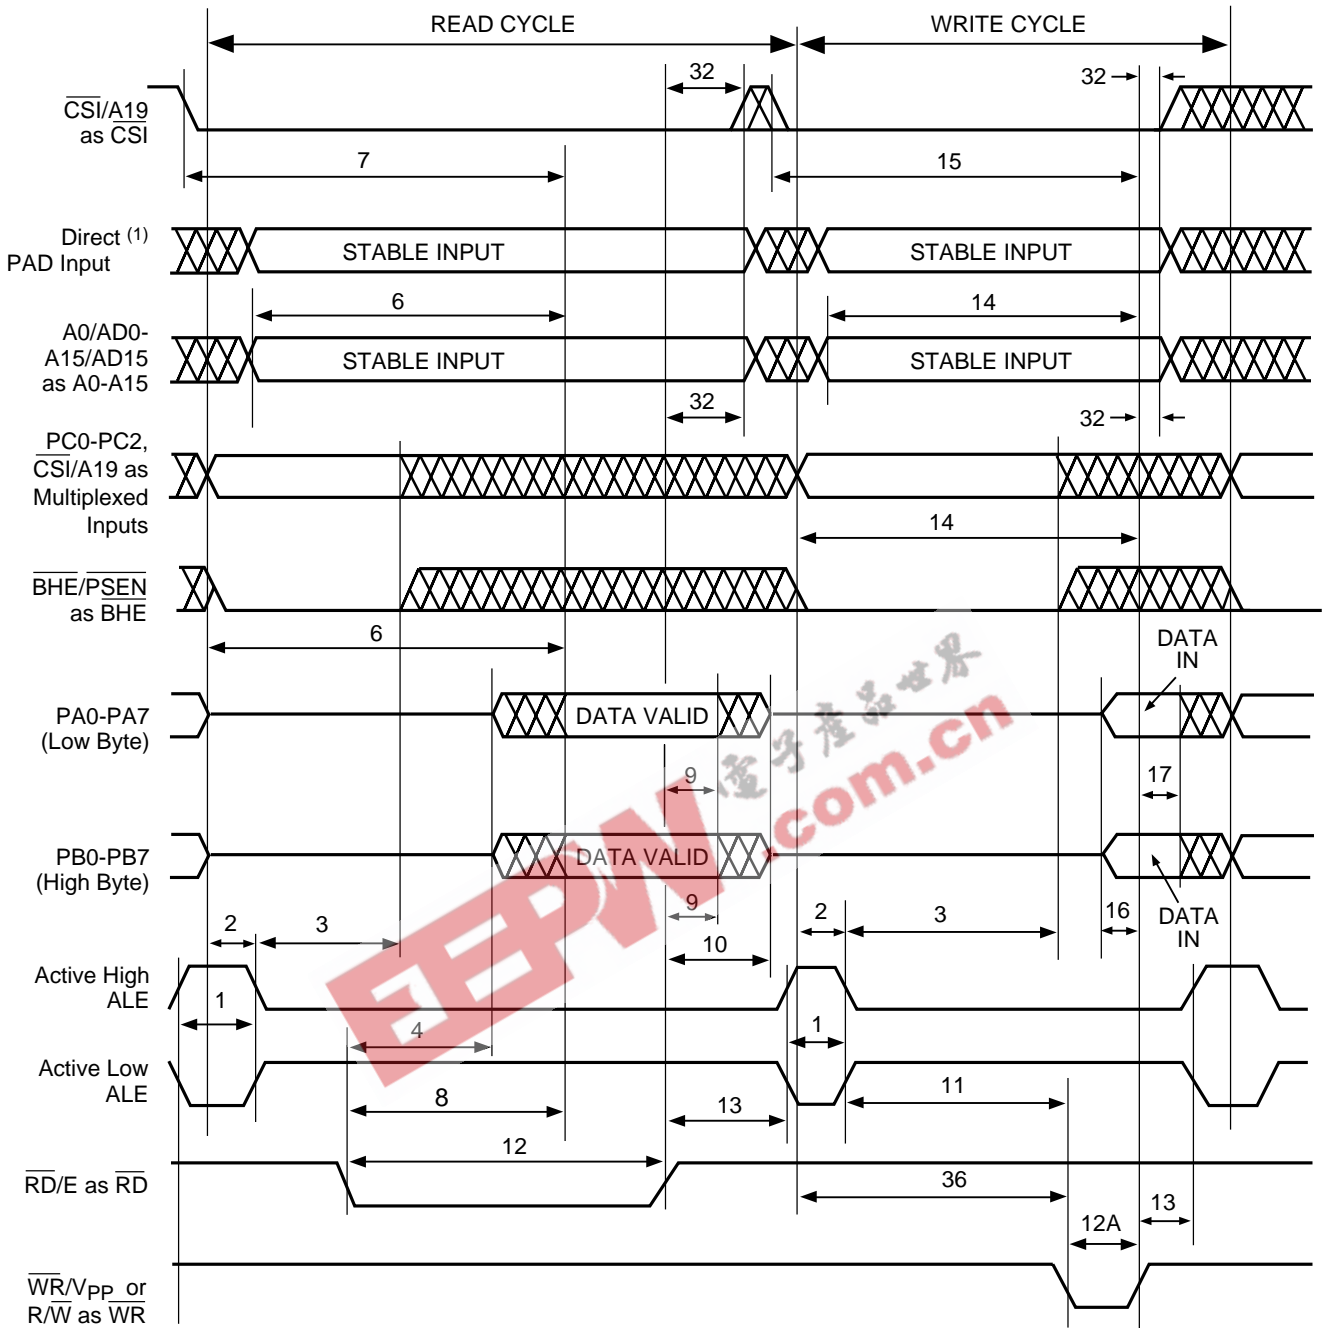 READ CYCLE
WRITE CYCLE
32
32
CSI/A19
as CSI
7
15
Direct (1)
PAD Input
STABLE INPUT
STABLE INPUT
6
14
A0/AD0-
A15/AD15
as A0-A15
STABLE INPUT
STABLE INPUT
32
32
PC0-PC2,
CSI/A19 as
Multiplexed
Inputs
14
BHE/PSEN
as BHE
6
DATA
IN
PA0-PA7
(Low Byte)
DATA VALID
9
17
電子產品世界
.com.cn
EEPW
PB0-PB7
(High Byte)
DATA VALID
9
DATA
IN
2
3
10
2
3
16
Active High
ALE
1
1
4
Active Low
ALE
8
13
11
12
RD/E as RD
36
13
12A
WR/VPP or
R/W as WR